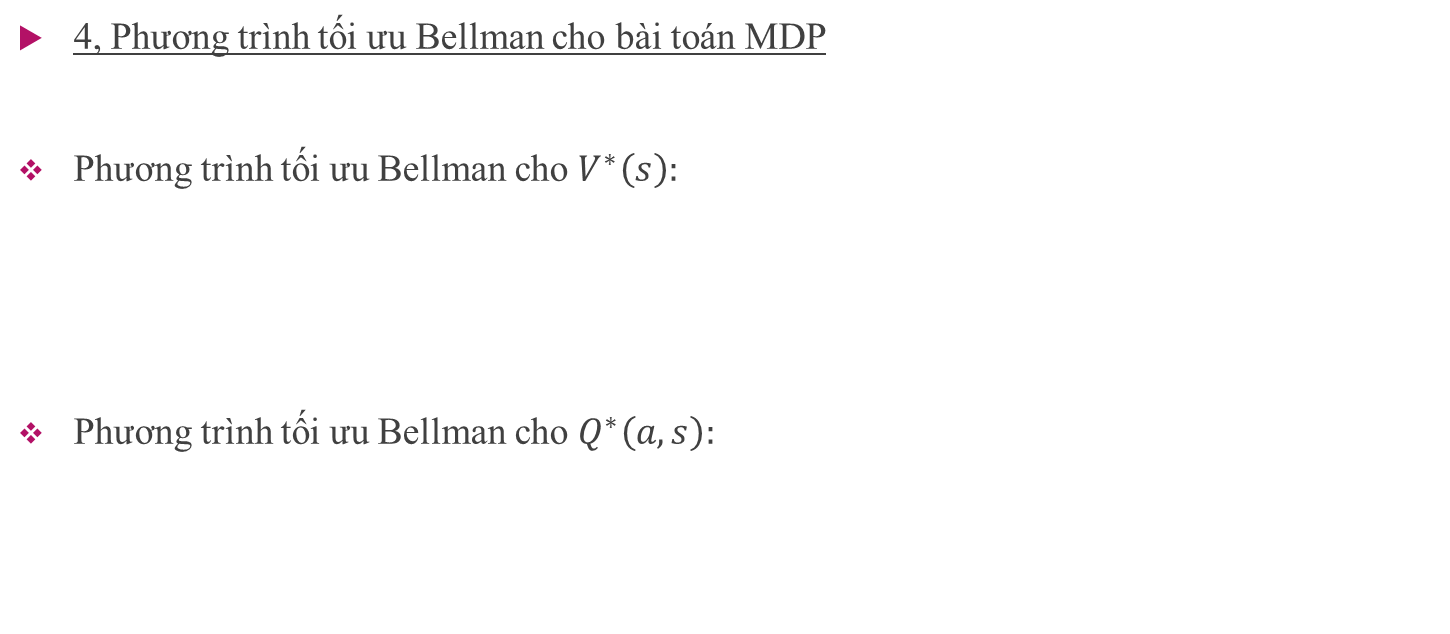 4, Phương trình tối ưu Bellman cho bài toán MDP
Phương trình tối ưu Bellman cho 𝑉*(𝑠):
Phương trình tối ưu Bellman cho 𝑄*(𝑎, 𝑠):